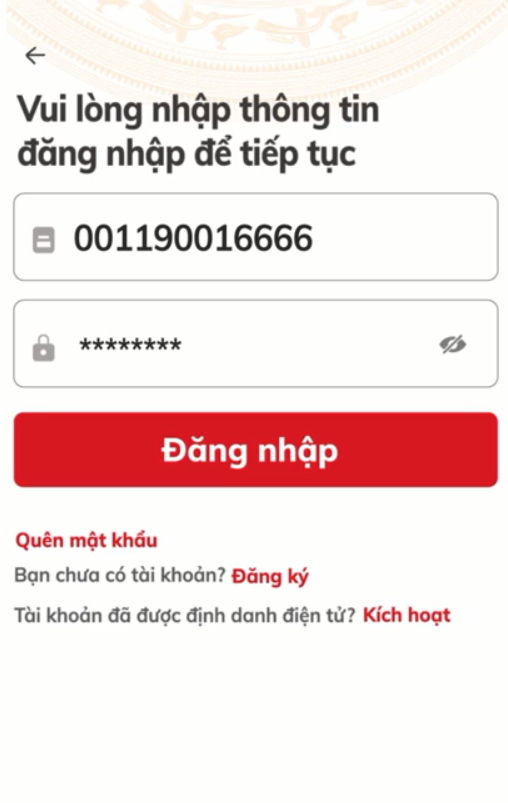 Vui lòng nhập thông tin
đăng nhập để tiếp tục
001190016666
********
Đăng nhập
Quên mật khẩu
Bạn chưa có tài khoản? Đăng ký
Tài khoản đã được định danh điện tử? Kích hoạt